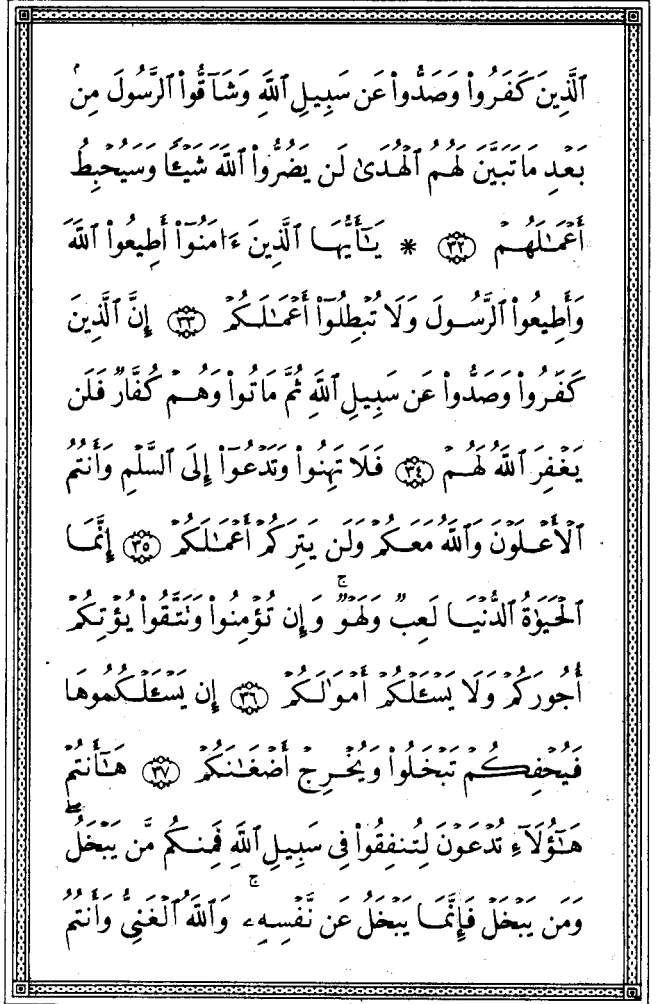 ٱلَّذِينَ كَفَرُوا۟ وَصَدُّوا۟ عَن سَبِيلِ ٱللَّهِ وَشَآقُّوا۟ ٱلرَّسُولَ مِنۢ
بَعْدِ مَا تَبَيَّنَ لَهُمُ ٱلْهُدَىٰ لَن يَضُرُّوا۟ ٱللَّهَ شَيْـًٔا وَسَيُحْبِطُ
أَعْمَـٰلَهُمْ ٣٢ * يَـٰٓأَيُّهَا ٱلَّذِينَ ءَامَنُوٓا۟ أَطِيعُوا۟ ٱللَّهَ
وَأَطِيعُوا۟ ٱلرَّسُولَ وَلَا تُبْطِلُوٓا۟ أَعْمَـٰلَكُمْ ٣٣ إِنَّ ٱلَّذِينَ
كَفَرُوا۟ وَصَدُّوا۟ عَن سَبِيلِ ٱللَّهِ ثُمَّ مَاتُوا۟ وَهُمْ كُفَّارٌ فَلَن
يَغْفِرَ ٱللَّهُ لَهُمْ ٣٤ فَلَا تَهِنُوا۟ وَتَدْعُوٓا۟ إِلَى ٱلسَّلْمِ وَأَنتُمُ
ٱلْأَعْلَوْنَ وَٱللَّهُ مَعَكُمْ وَلَن يَتِرَكُمْ أَعْمَـٰلَكُمْ ٣٥ إِنَّمَا
ٱلْحَيَوٰةُ ٱلدُّنْيَا لَعِبٌ وَلَهْوٌ ۚ وَإِن تُؤْمِنُوا۟ وَتَتَّقُوا۟ يُؤْتِكُمْ
أُجُورَكُمْ وَلَا يَسْـَٔلْكُمْ أَمْوَٰلَكُمْ ٣٦ إِن يَسْـَٔلْكُمُوهَا
فَيُحْفِكُمْ تَبْخَلُوا۟ وَيُخْرِجْ أَضْغَـٰنَكُمْ ٣٧ هَـٰٓأَنتُمْ
هَـٰٓؤُلَآءِ تُدْعَوْنَ لِتُنفِقُوا۟ فِى سَبِيلِ ٱللَّهِ فَمِنكُم مَّن يَبْخَلُ ۖ
وَمَن يَبْخَلْ فَإِنَّمَا يَبْخَلُ عَن نَّفْسِهِۦ ۚ وَٱللَّهُ ٱلْغَنِىُّ وَأَنتُمُ